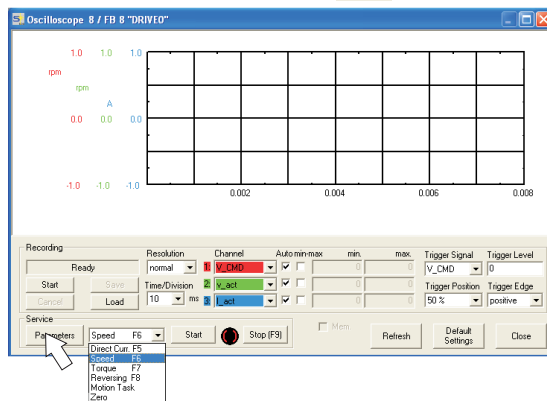 Oscilloscope 8 / FB 8 "DRIVE0"
1.0 1.0 1.0
rpm
rpm
A
0.0 0.0 0.0
-1.0 -1.0 -1.0
0.002 0.004 0.006 0.008
Recording
Resolution Channel Auto min-max min. max. Trigger Signal Trigger Level
Ready normal 1: V_CMD 0 0 V_CMD 0
Start Save Time/Division 2: v_act 0 0 Trigger Position Trigger Edge
Cancel Load 10 ms 3: I_act 0 0 50 % positive
Service
Parameters Speed F6 Start Stop (F9) Mem Refresh Default Settings Close
Direct Curr. F5
Speed F6
Torque F7
Reversing F8
Motion Task
Zero